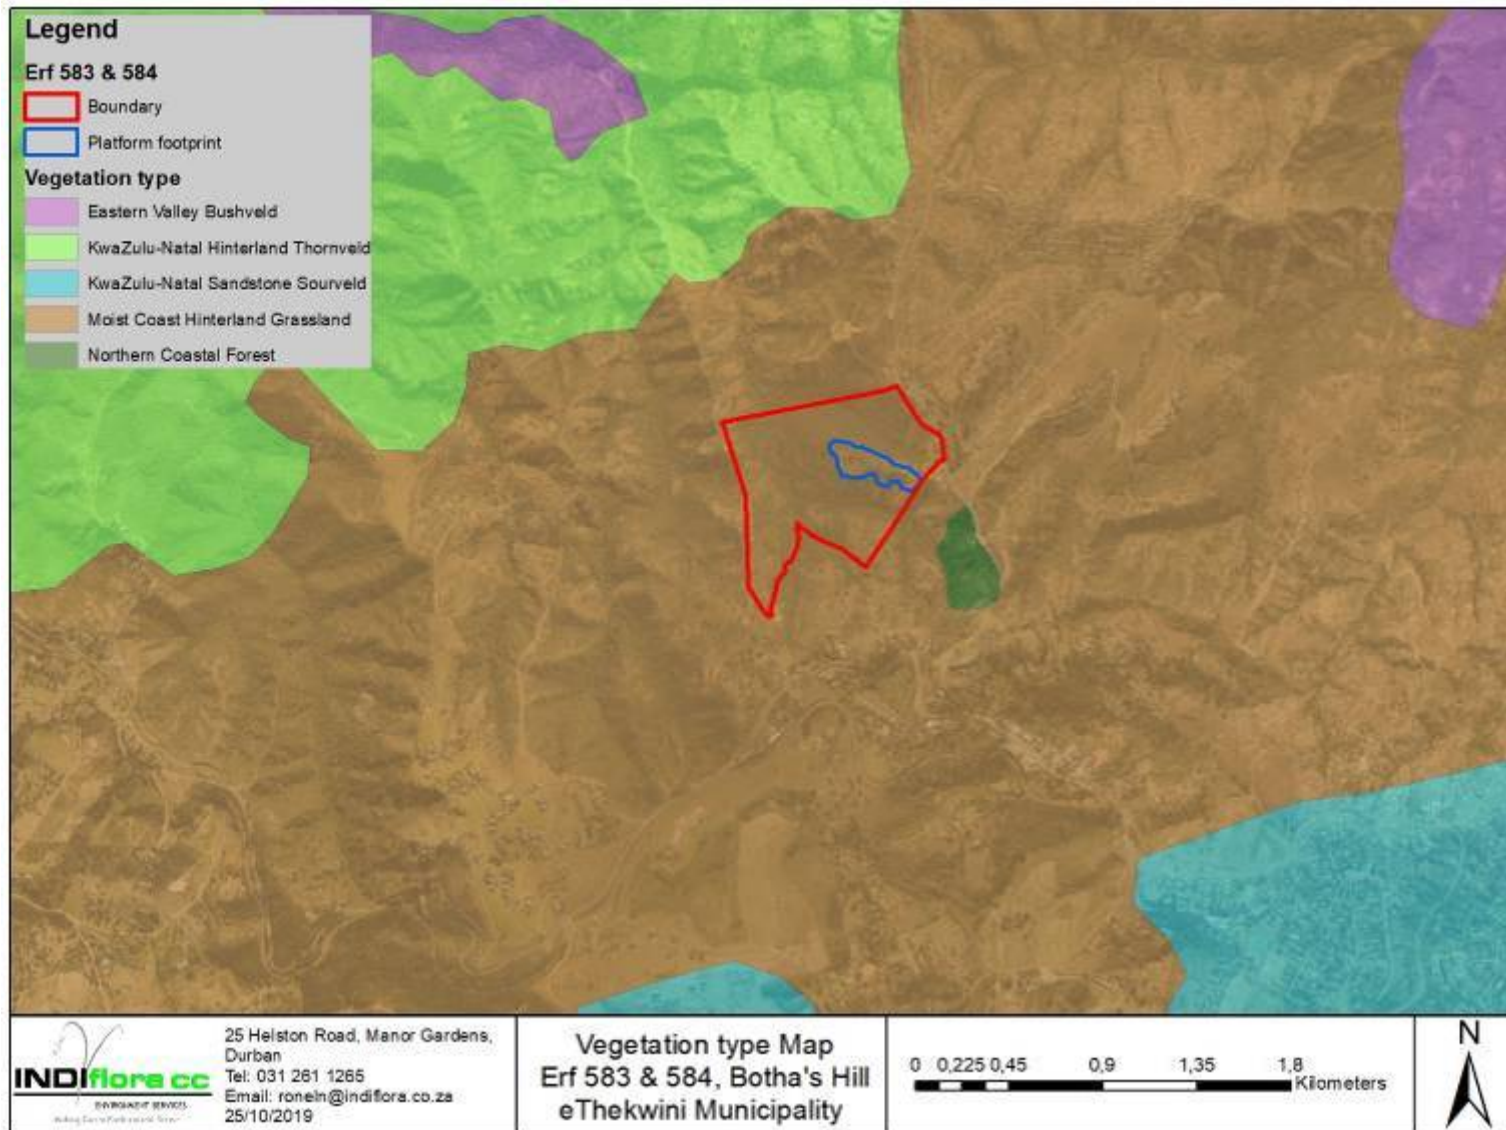 Legend
Erf 583 & 584
Boundary
Platform footprint
Vegetation type
Eastern Valley Bushveld
KwaZulu-Natal Hinterland Thornveld
KwaZulu-Natal Sandstone Sourveld
Moist Coast Hinterland Grassland
Northern Coastal Forest
INDIflora cc
ENVIRONMENT SERVICES
25 Helston Road, Manor Gardens,
Durban
Tel: 031 261 1265
Email: roneln@indiflora.co.za
25/10/2019
Vegetation type Map
Erf 583 & 584, Botha's Hill
eThekwini Municipality
0 0,225 0,45 0,9 1,35 1,8
Kilometers
N